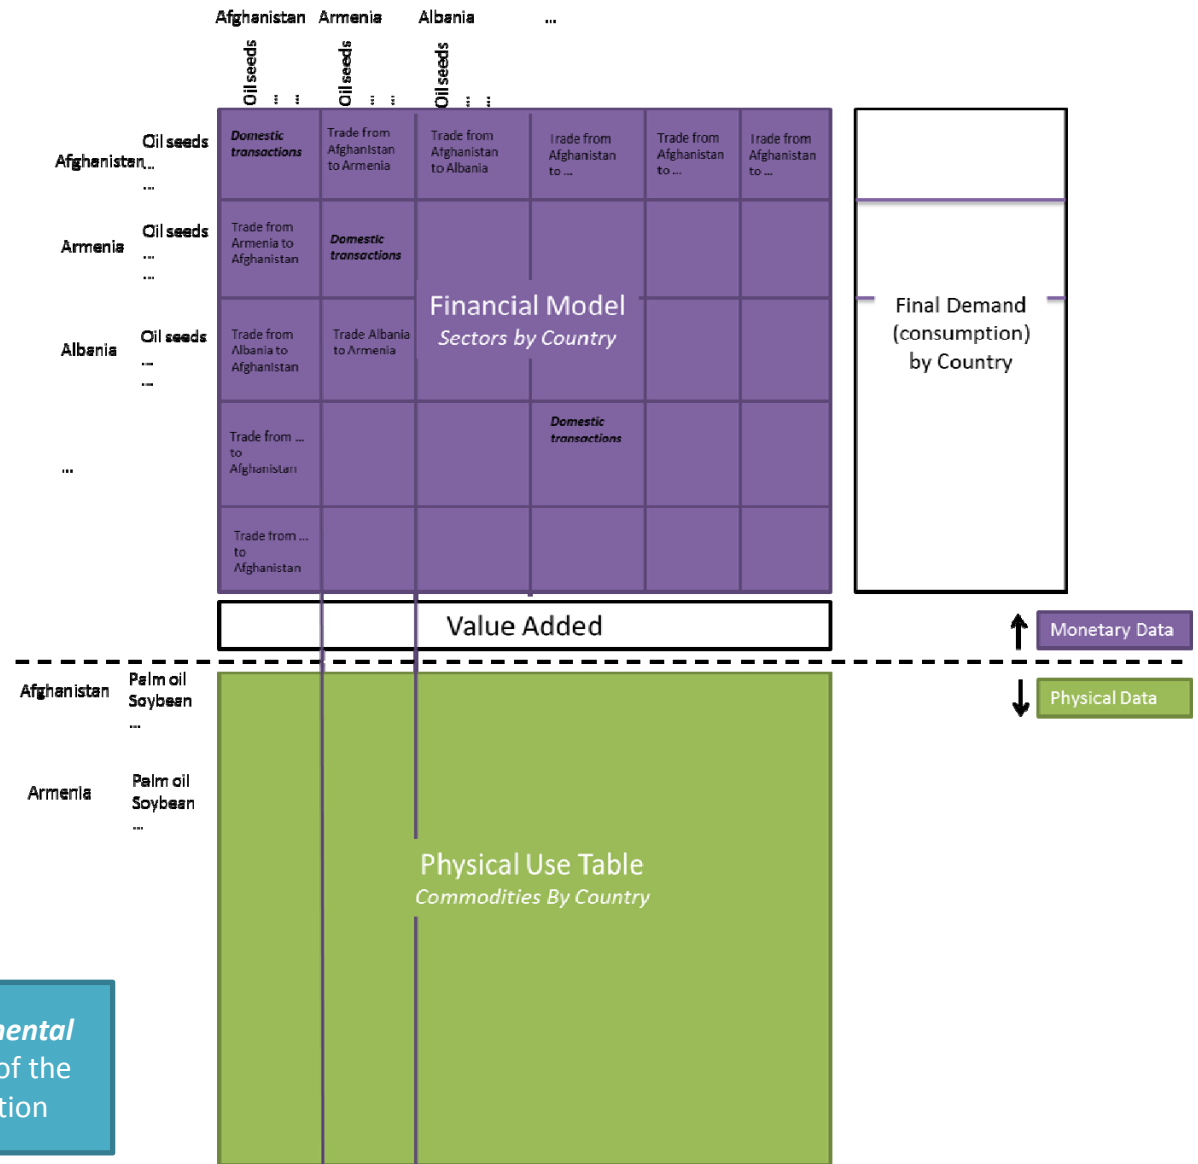 Afghanistan Armenia Albania ...
Oil seeds ... ... Oil seeds ... ... Oil seeds ... ...
Afghanistan
Oil seeds
...
...
Domestic
transactions
Trade from
Afghanistan
to Armenia
Trade from
Afghanistan
to Albania
Trade from
Afghanistan
to ...
Trade from
Afghanistan
to ...
Trade from
Afghanistan
to ...
Armenia
Oil seeds
...
...
Trade from
Armenia to
Afghanistan
Domestic
transactions
Financial Model
Sectors by Country
Final Demand
(consumption)
by Country
Albania
Oil seeds
...
...
Trade from
Albania to
Afghanistan
Trade Albania
to Armenia
...
Trade from ...
to
Afghanistan
Domestic
transactions
Trade from ...
to
Afghanistan
Value Added
Monetary Data
Physical Data
Afghanistan
Palm oil
Soybean
...
Armenia
Palm oil
Soybean
...
Physical Use Table
Commodities By Country
mental
of the
tion